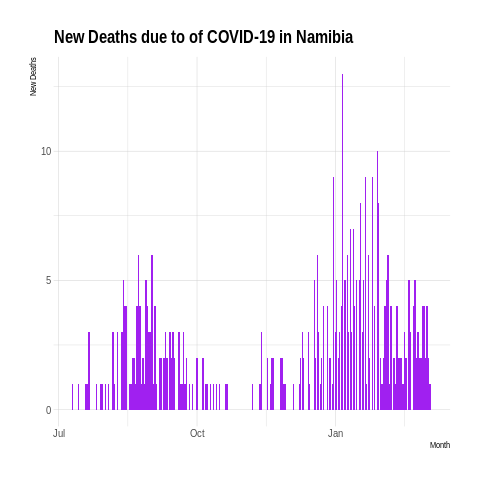 New Deaths due to of COVID-19 in Namibia
New Deaths
10
5
0
Jul
Oct
Jan
Month